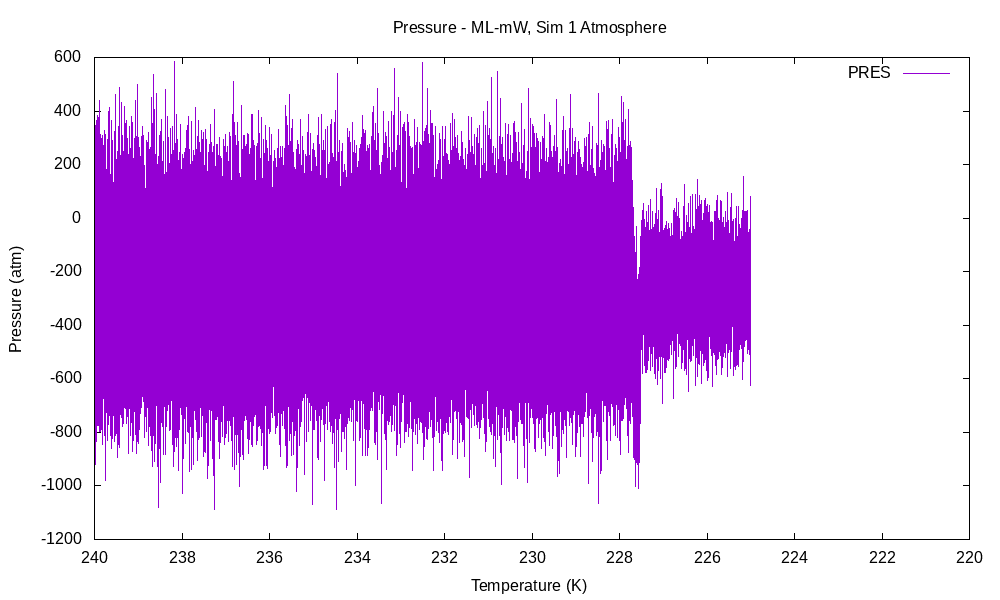 Pressure - ML-mW, Sim 1 Atmosphere
PRES
600
400
200
0
-200
-400
-600
-800
-1000
-1200
Pressure (atm)
240 238 236 234 232 230 228 226 224 222 220
Temperature (K)